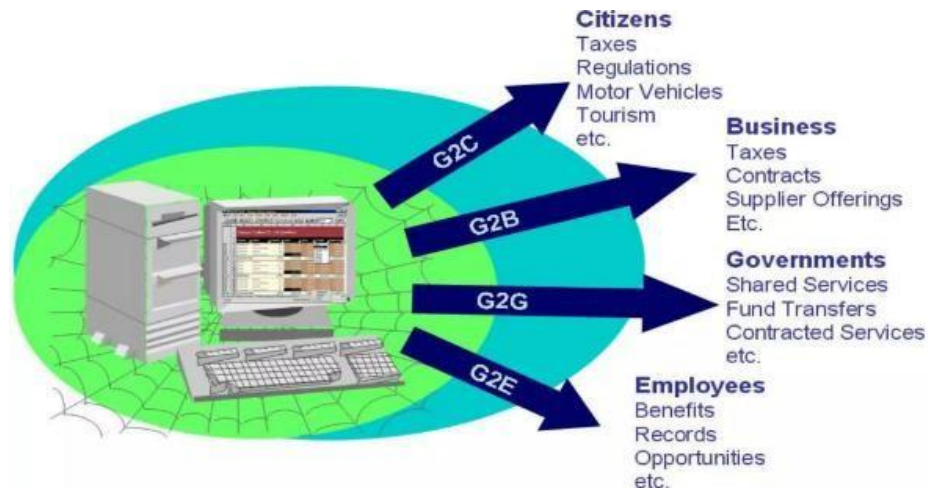 Citizens
Taxes
Regulations
Motor Vehicles
Tourism
etc.
G2C
Business
Taxes
Contracts
Supplier Offerings
Etc.
G2B
Governments
Shared Services
Fund Transfers
Contracted Services
etc.
G2G
Employees
Benefits
Records
Opportunities
etc.
G2E